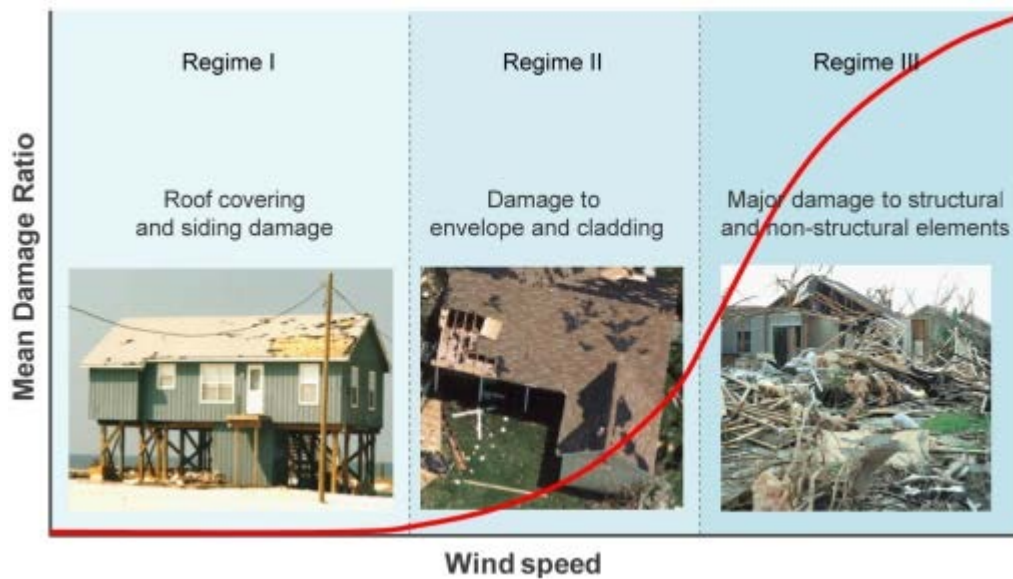 Regime I
Regime II
Regime III
Roof covering
and siding damage
Damage to
envelope and cladding
Major damage to structural
and non-structural elements
Mean Damage Ratio
Wind speed